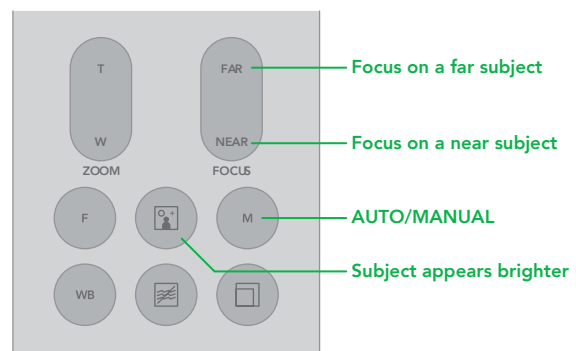 T
FAR
Focus on a far subject
W
NEAR
Focus on a near subject
ZOOM
FOCUS
F
M
AUTO/MANUAL
Subject appears brighter
WB